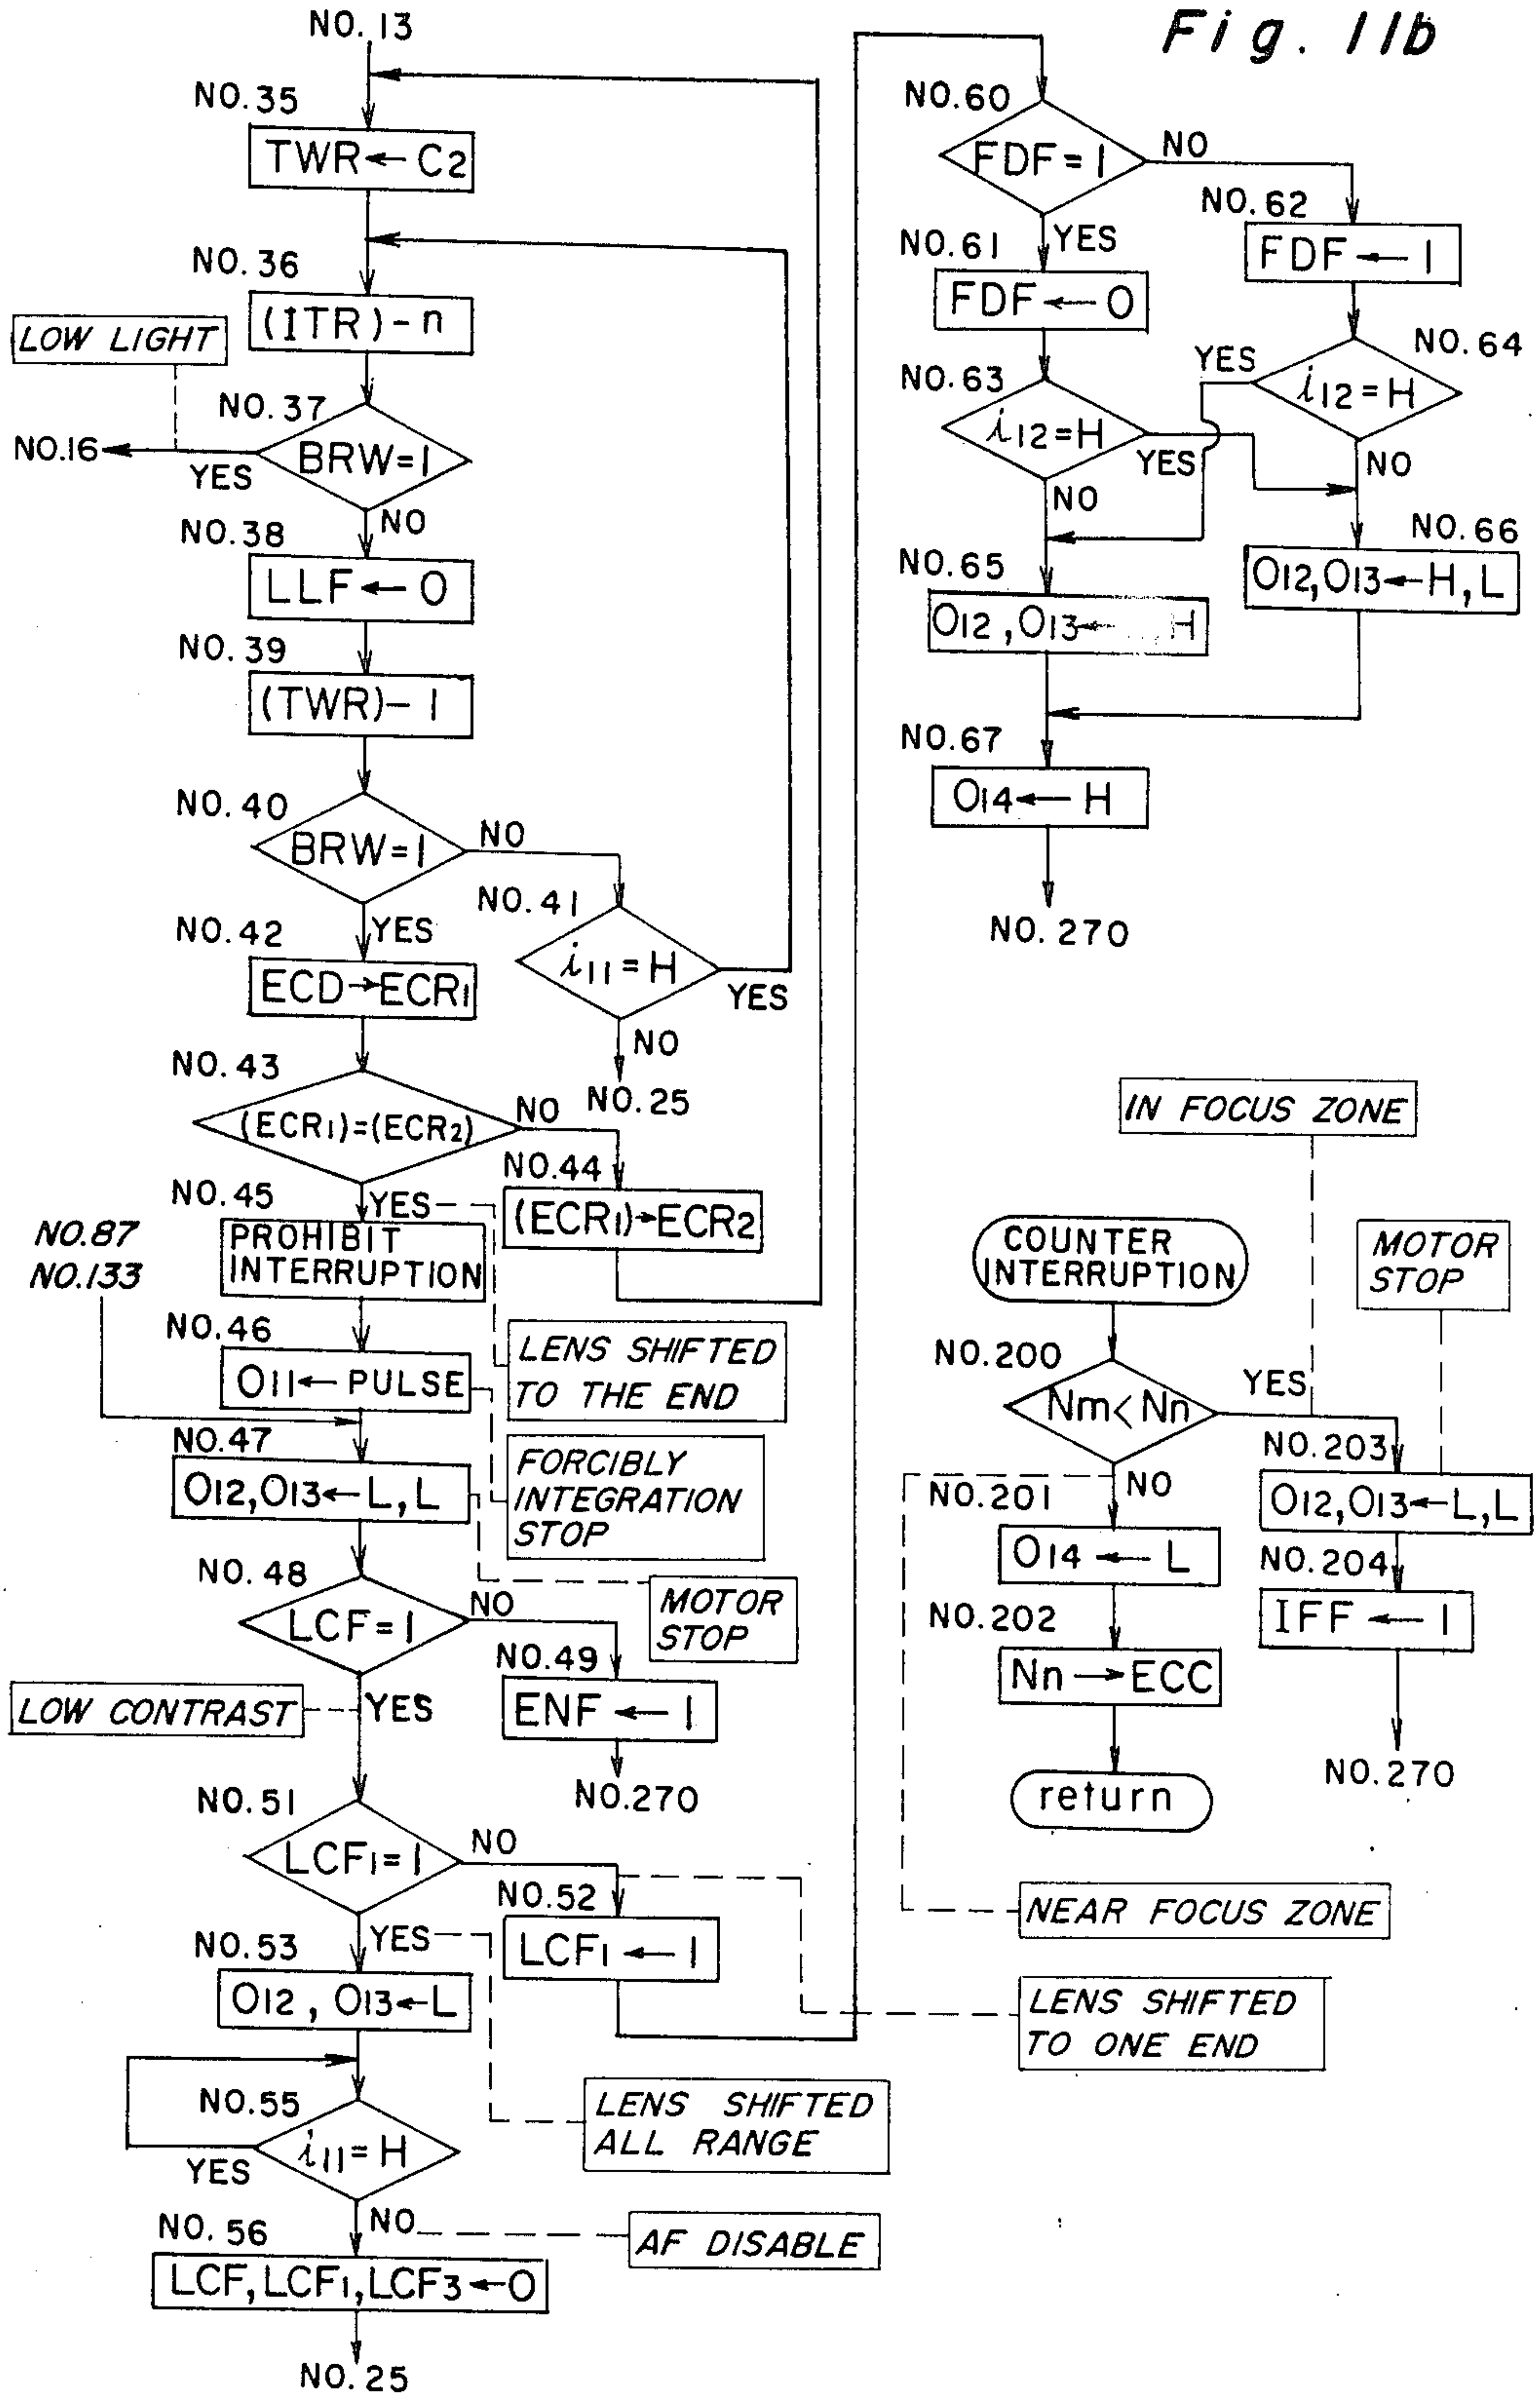 Fig. 11b
NO. 13
NO. 35
TWR ← C2
NO. 36
(ITR) - n
LOW LIGHT
NO. 37
BRW = 1
NO.16
YES
NO
NO. 38
LLF ← 0
NO. 39
(TWR) - 1
NO. 40
BRW = 1
NO
YES
NO. 41
i11 = H
YES
NO
NO. 25
NO. 42
ECD → ECR1
NO. 43
(ECR1) = (ECR2)
NO
NO.44
(ECR1) → ECR2
YES
NO. 45
PROHIBIT
INTERRUPTION
LENS SHIFTED
TO THE END
NO.87
NO.133
NO. 46
O11 ← PULSE
FORCIBLY
INTEGRATION
STOP
NO.47
O12, O13 ← L, L
MOTOR
STOP
NO. 48
LCF = 1
NO
NO.49
ENF ← 1
NO.270
LOW CONTRAST
YES
NO. 51
LCF1 = 1
NO
NO. 52
LCF1 ← 1
LENS SHIFTED
TO ONE END
YES
NO. 53
O12, O13 ← L
LENS SHIFTED
ALL RANGE
NO.55
i11 = H
YES
NO
AF DISABLE
NO. 56
LCF, LCF1, LCF3 ← 0
NO. 25
NO.60
FDF = 1
NO
YES
NO.61
FDF ← 0
NO. 62
FDF ← 1
NO.63
i12 = H
YES
NO
NO. 64
i12 = H
YES
NO
NO.65
O12, O13 ← H
NO.66
O12, O13 ← H, L
NO.67
O14 ← H
NO. 270
IN FOCUS ZONE
COUNTER
INTERRUPTION
MOTOR
STOP
NO.200
Nm < Nn
YES
NO
NO.201
O14 ← L
NO.202
Nn → ECC
return
NO.203
O12, O13 ← L, L
NO.204
IFF ← 1
NO.270
NEAR FOCUS ZONE